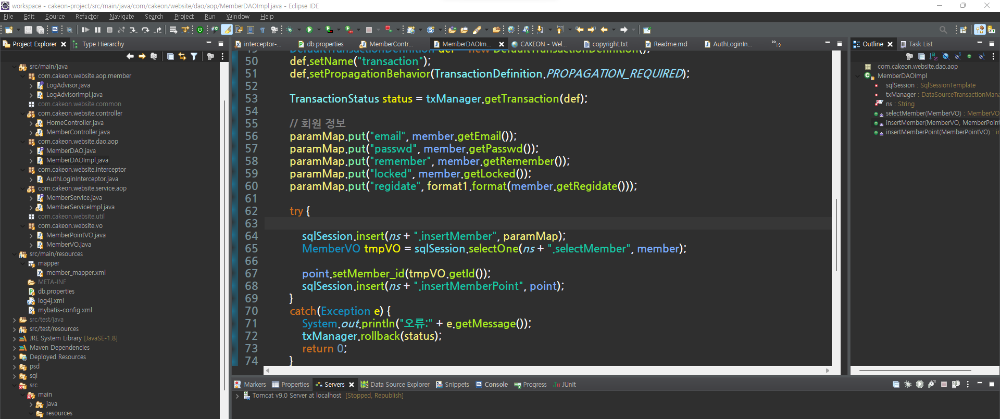 workspace - cakeon-project/src/main/java/com/cakeon/website/dao/aop/MemberDAOImpl.java - Eclipse IDE
File Edit Source Refactor Navigate Search Project Run Window Help
Project Explorer Type Hierarchy
src/main/java
com.cakeon.website.aop.member
LogAdvisor.java
LogAdvisorImpl.java
com.cakeon.website.common
com.cakeon.website.controller
HomeController.java
MemberController.java
com.cakeon.website.dao.aop
MemberDAO.java
MemberDAOImpl.java
com.cakeon.website.interceptor
AuthLoginInterceptor.java
com.cakeon.website.service.aop
MemberService.java
MemberServiceImpl.java
com.cakeon.website.util
com.cakeon.website.vo
MemberPointVO.java
MemberVO.java
src/main/resources
mapper
member_mapper.xml
META-INF
db.properties
log4j.xml
mybatis-config.xml
src/test/java
src/test/resources
JRE System Library [JavaSE-1.8]
Maven Dependencies
Deployed Resources
psd
sql
src
main
java
resources
interceptor-... db.properties MemberContr... MemberDAOIm... CAKEON - Wel... copyright.txt Readme.md AuthLoginIn... »19
49 DefaultTransactionDefinition def = new DefaultTransactionDefinition();
50 def.setName("transaction");
51 def.setPropagationBehavior(TransactionDefinition.PROPAGATION_REQUIRED);
52
53 TransactionStatus status = txManager.getTransaction(def);
54
55 // 회원 정보
56 paramMap.put("email", member.getEmail());
57 paramMap.put("passwd", member.getPasswd());
58 paramMap.put("remember", member.getRemember());
59 paramMap.put("locked", member.getLocked());
60 paramMap.put("regidate", format1.format(member.getRegidate()));
61
62 try {
63
64 sqlSession.insert(ns + ".insertMember", paramMap);
65 MemberVO tmpVO = sqlSession.selectOne(ns + ".selectMember", member);
66
67 point.setMember_id(tmpVO.getId());
68 sqlSession.insert(ns + ".insertMemberPoint", point);
69 }
70 catch(Exception e) {
71 System.out.println("오류:" + e.getMessage());
72 txManager.rollback(status);
73 return 0;
74 }
Outline Task List
com.cakeon.website.dao.aop
MemberDAOImpl
sqlSession : SqlSessionTemplate
txManager : DataSourceTransactionMana
ns : String
selectMember(MemberVO) : MemberVO
insertMember(MemberVO, MemberPoint
insertMemberPoint(MemberPointVO) : in
Markers Properties Servers Data Source Explorer Snippets Console Progress JUnit
Tomcat v9.0 Server at localhost [Stopped, Republish]